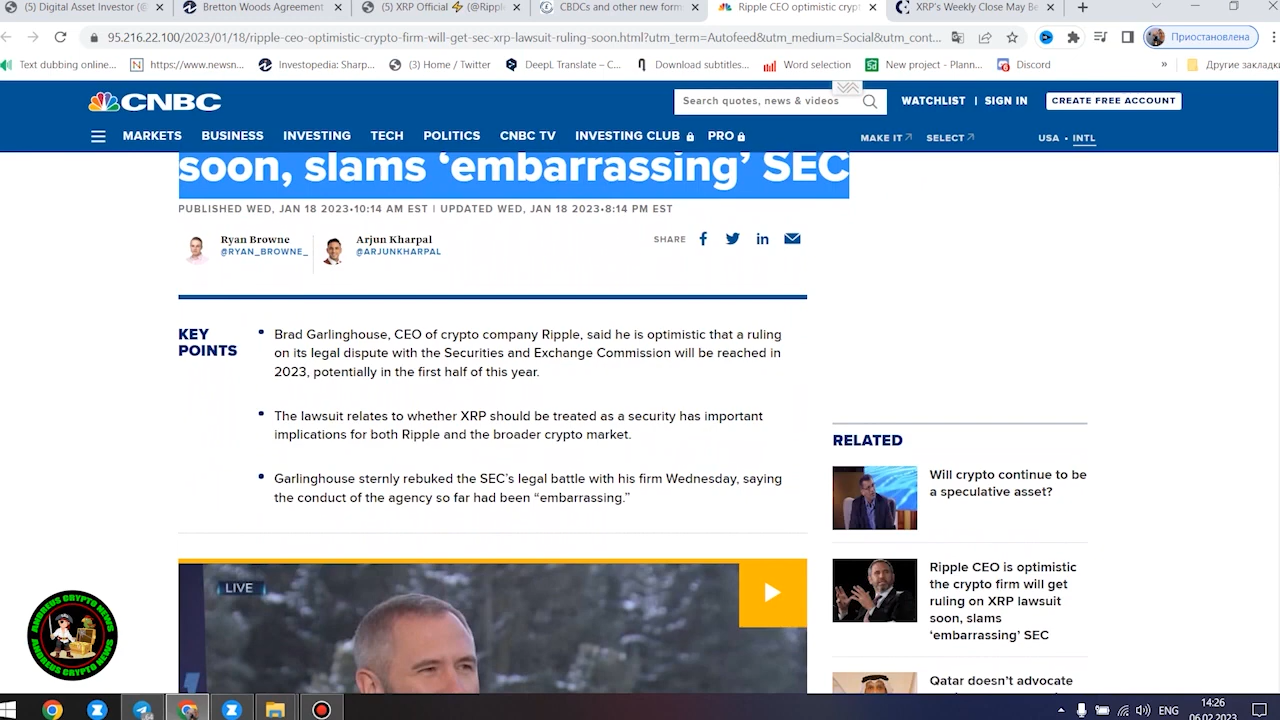 (5) Digital Asset Investor (@
Bretton Woods Agreement
(5) XRP Official ⚡ (@Ripple
CBDCs and other new form
Ripple CEO optimistic crypt
XRP's Weekly Close May Be
95.216.22.100/2023/01/18/ripple-ceo-optimistic-crypto-firm-will-get-sec-xrp-lawsuit-ruling-soon.html?utm_term=Autofeed&utm_medium=Social&utm_cont...
Приостановлена
Text dubbing online...
https://www.newsn...
Investopedia: Sharp...
(3) Home / Twitter
DeepL Translate – C...
Download subtitles...
Word selection
New project - Plann...
Discord
»
Другие закладки
CNBC
Search quotes, news & videos
WATCHLIST | SIGN IN
CREATE FREE ACCOUNT
MARKETS BUSINESS INVESTING TECH POLITICS CNBC TV INVESTING CLUB PRO
MAKE IT SELECT
USA • INTL
soon, slams ‘embarrassing’ SEC
PUBLISHED WED, JAN 18 2023•10:14 AM EST | UPDATED WED, JAN 18 2023•8:14 PM EST
Ryan Browne
@RYAN_BROWNE_
Arjun Kharpal
@ARJUNKHARPAL
SHARE
KEY
POINTS
• Brad Garlinghouse, CEO of crypto company Ripple, said he is optimistic that a ruling
on its legal dispute with the Securities and Exchange Commission will be reached in
2023, potentially in the first half of this year.
• The lawsuit relates to whether XRP should be treated as a security has important
implications for both Ripple and the broader crypto market.
• Garlinghouse sternly rebuked the SEC’s legal battle with his firm Wednesday, saying
the conduct of the agency so far had been “embarrassing.”
RELATED
Will crypto continue to be
a speculative asset?
Ripple CEO is optimistic
the crypto firm will get
ruling on XRP lawsuit
soon, slams
‘embarrassing’ SEC
Qatar doesn’t advocate
LIVE
ANDREUS CRYPTO NEWS
ANDREUS CRYPTO NEWS
ENG
14:26
06.02.2023